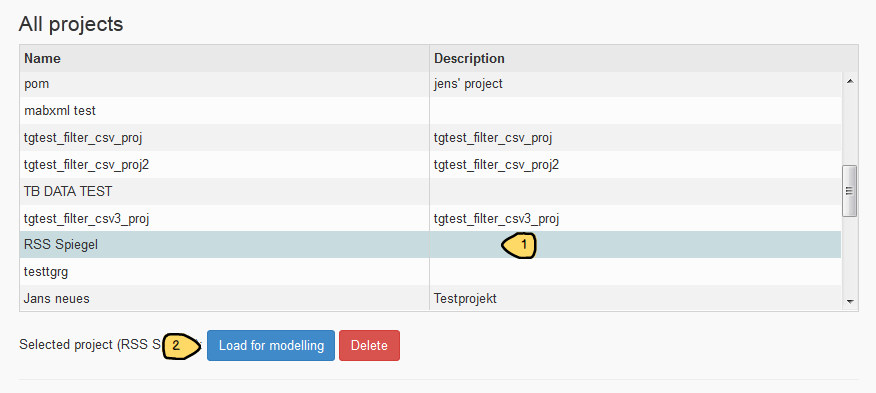 All projects
Name Description
pom jens' project
mabxml test
tgtest_filter_csv_proj tgtest_filter_csv_proj
tgtest_filter_csv_proj2 tgtest_filter_csv_proj2
TB DATA TEST
tgtest_filter_csv3_proj tgtest_filter_csv3_proj
RSS Spiegel 1
testtgrg
Jans neues Testprojekt
Selected project (RSS S 2 Load for modelling Delete